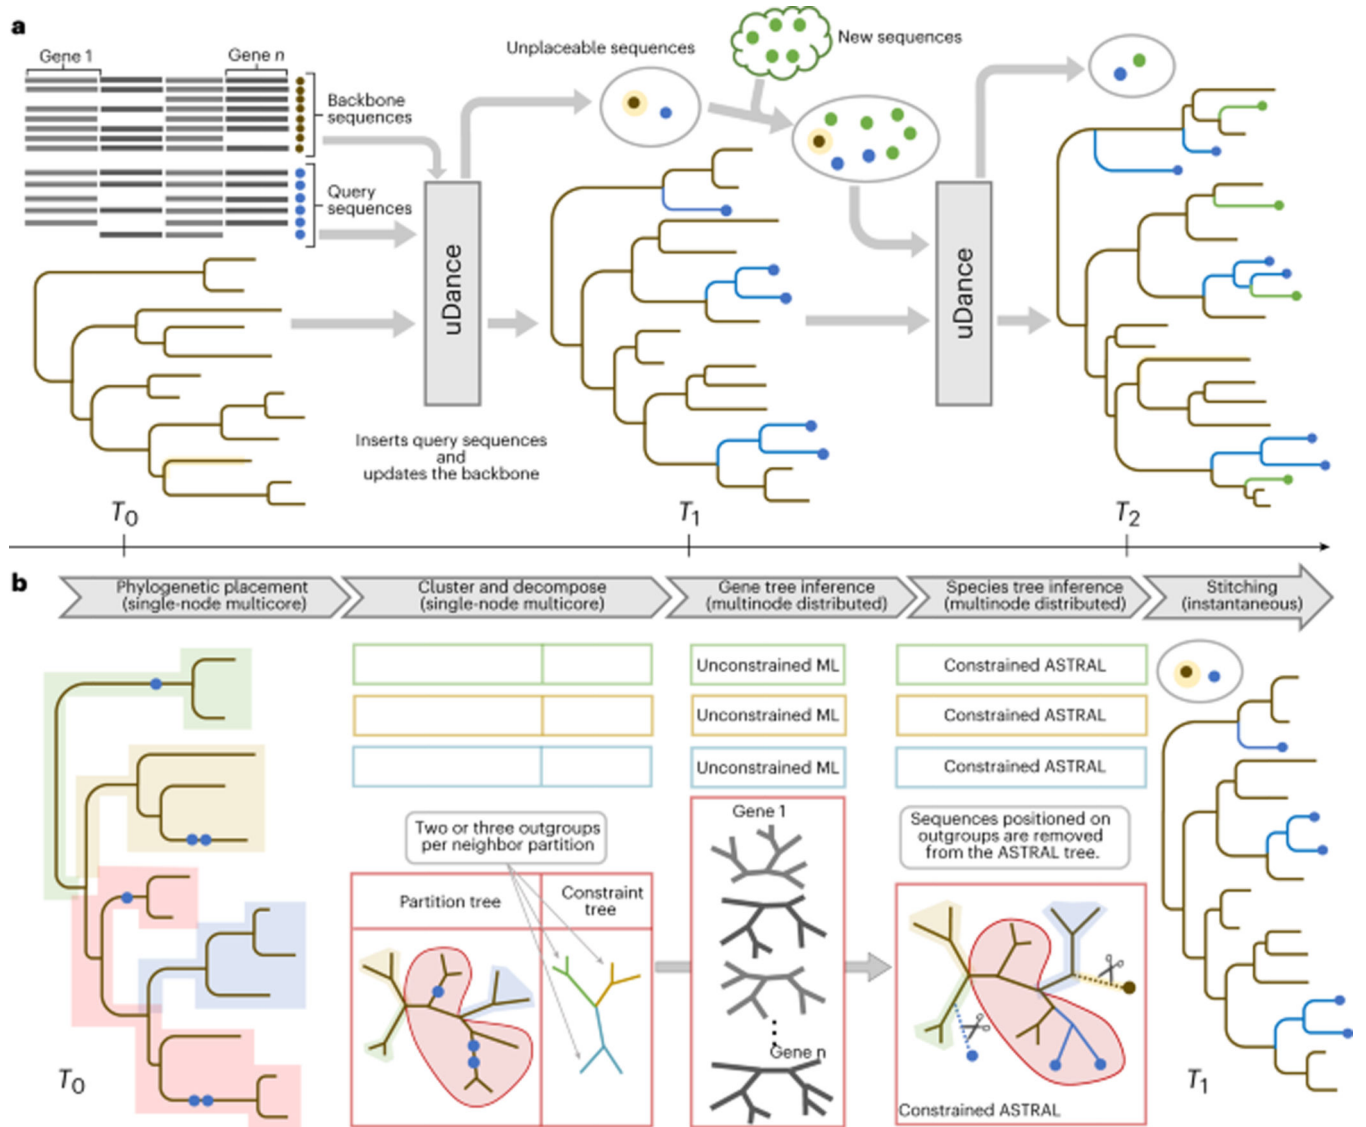 a
Gene 1
Gene n
Backbone
sequences
Query
sequences
Unplaceable sequences
New sequences
uDance
uDance
Inserts query sequences
and
updates the backbone
T0
T1
T2
b
Phylogenetic placement
(single-node multicore)
Cluster and decompose
(single-node multicore)
Gene tree inference
(multinode distributed)
Species tree inference
(multinode distributed)
Stitching
(instantaneous)
Unconstrained ML
Constrained ASTRAL
Unconstrained ML
Constrained ASTRAL
Unconstrained ML
Constrained ASTRAL
Two or three outgroups
per neighbor partition
Partition tree
Constraint
tree
Gene 1
Gene n
Sequences positioned on
outgroups are removed
from the ASTRAL tree.
Constrained ASTRAL
T0
T1